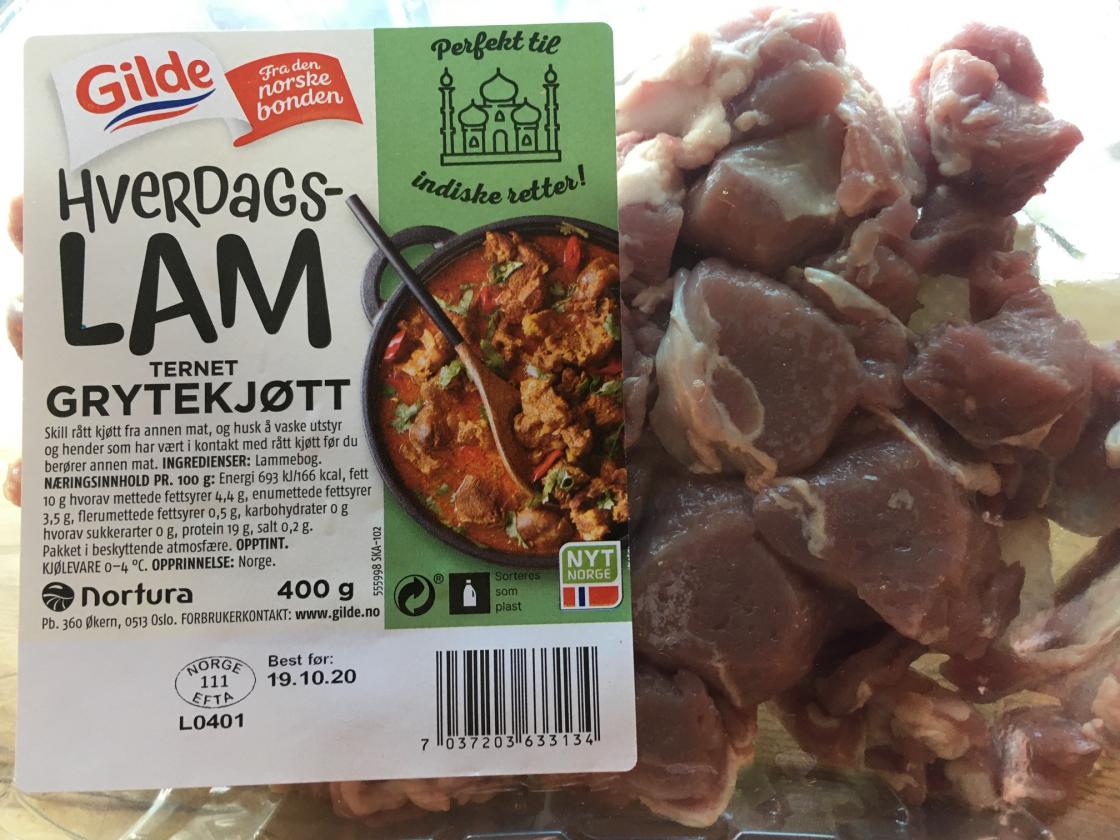 Gilde
Fra den
norske
bonden
HVERDAGS-
LAM
TERNET
GRYTEKJØTT
Skill rått kjøtt fra annen mat, og husk å vaske utstyr
og hender som har vært i kontakt med rått kjøtt før du
berører annen mat. INGREDIENSER: Lammebog.
NÆRINGSINNHOLD PR. 100 g: Energi 693 kJ/166 kcal, fett
10 g hvorav mettede fettsyrer 4,4 g, enumettede fettsyrer
3,5 g, flerumettede fettsyrer 0,5 g, karbohydrater 0 g
hvorav sukkerarter 0 g, protein 19 g, salt 0,2 g.
Pakket i beskyttende atmosfære. OPPTINT.
KJØLEVARE 0–4 °C. OPPRINNELSE: Norge.
Nortura 400 g
Pb. 360 Økern, 0513 Oslo. FORBRUKERKONTAKT: www.gilde.no
Perfekt til
indiske retter!
555998 SKA-102
®
Sorteres
som
plast
NYT
NORGE
NORGE
111
EFTA
L0401
Best før:
19.10.20
7 037203 633134